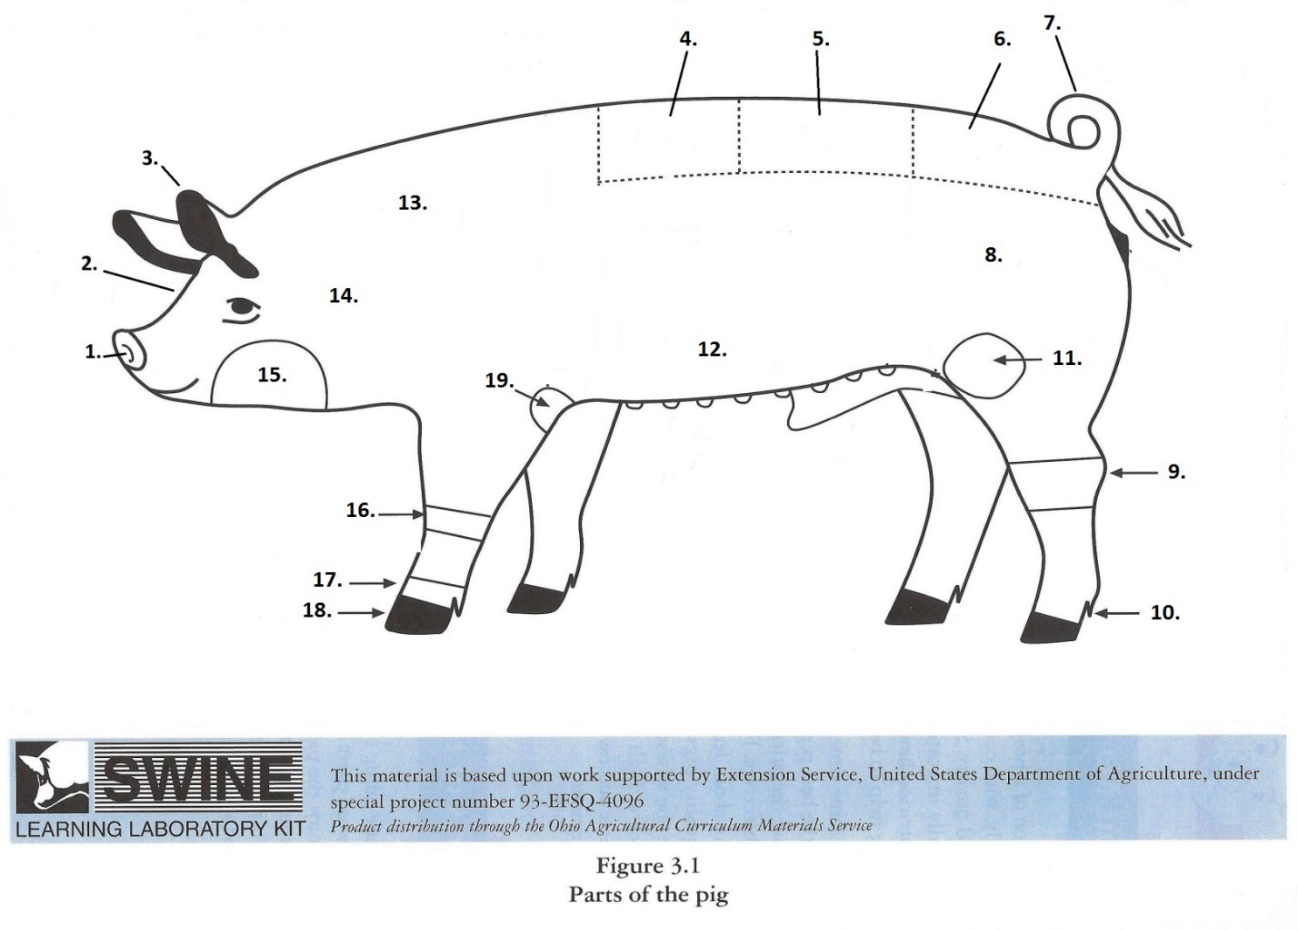 7.
4.
5.
6.
3.
13.
2.
8.
14.
1.
12.
11.
15.
19.
9.
16.
17.
18.
10.
SWINE
LEARNING LABORATORY KIT
This material is based upon work supported by Extension Service, United States Department of Agriculture, under
special project number 93-EFSQ-4096
Product distribution through the Ohio Agricultural Curriculum Materials Service
Figure 3.1
Parts of the pig